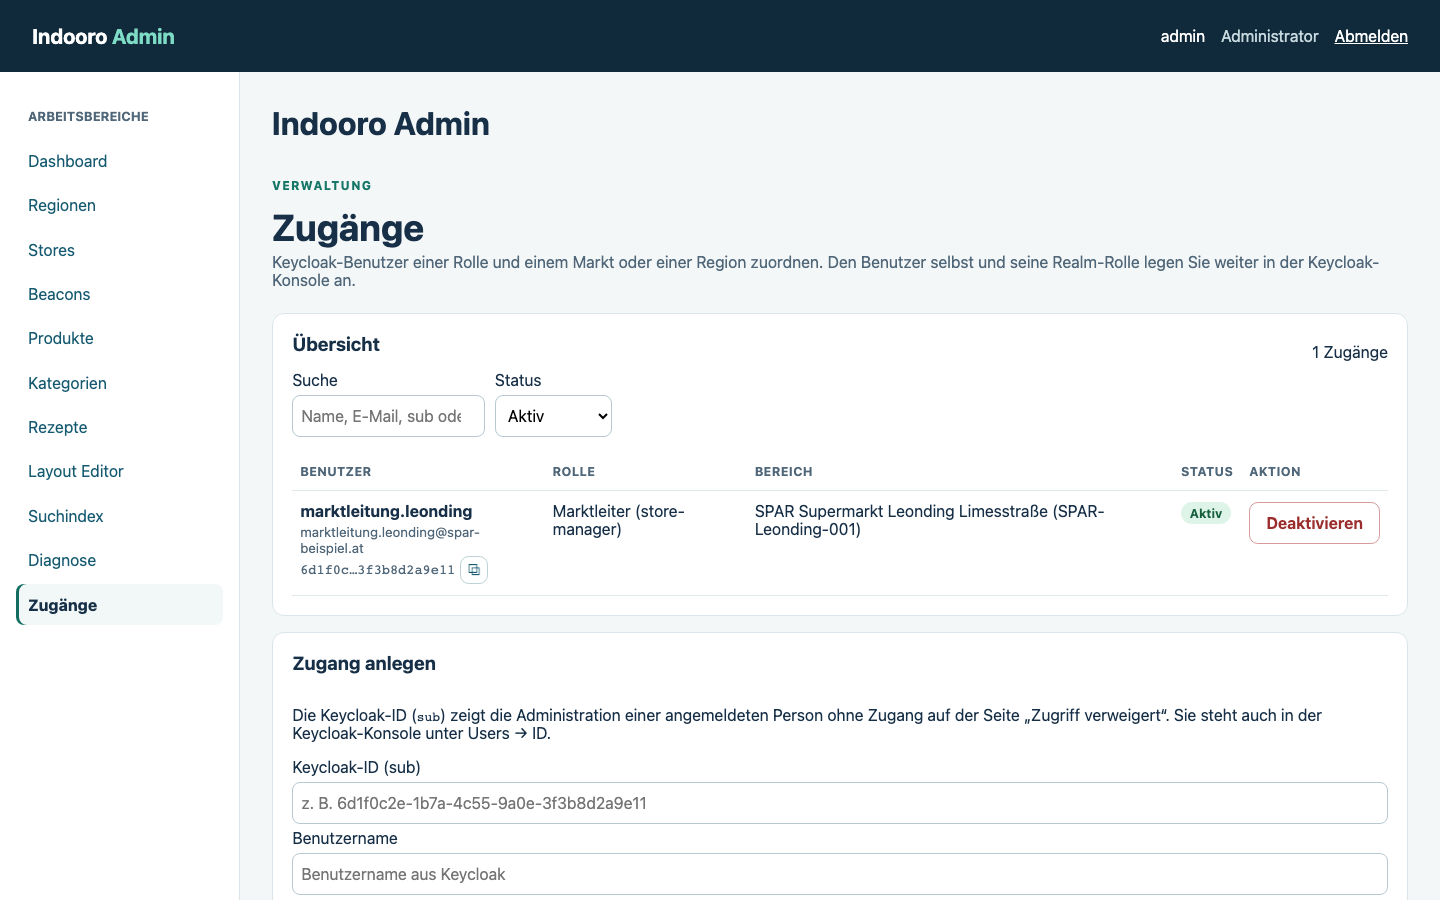 Indooro Admin
admin Administrator Abmelden
ARBEITSBEREICHE
Dashboard
Regionen
Stores
Beacons
Produkte
Kategorien
Rezepte
Layout Editor
Suchindex
Diagnose
Zugänge
Indooro Admin
VERWALTUNG
Zugänge
Keycloak-Benutzer einer Rolle und einem Markt oder einer Region zuordnen. Den Benutzer selbst und seine Realm-Rolle legen Sie weiter in der Keycloak-
Konsole an.
Übersicht
1 Zugänge
Suche Status
Name, E-Mail, sub ode Aktiv
BENUTZER ROLLE BEREICH STATUS AKTION
marktleitung.leonding Marktleiter (store- SPAR Supermarkt Leonding Limesstraße (SPAR- Aktiv Deaktivieren
marktleitung.leonding@spar- manager) Leonding-001)
beispiel.at
6d1f0c…3f3b8d2a9e11
Zugang anlegen
Die Keycloak-ID (sub) zeigt die Administration einer angemeldeten Person ohne Zugang auf der Seite „Zugriff verweigert“. Sie steht auch in der
Keycloak-Konsole unter Users → ID.
Keycloak-ID (sub)
z. B. 6d1f0c2e-1b7a-4c55-9a0e-3f3b8d2a9e11
Benutzername
Benutzername aus Keycloak